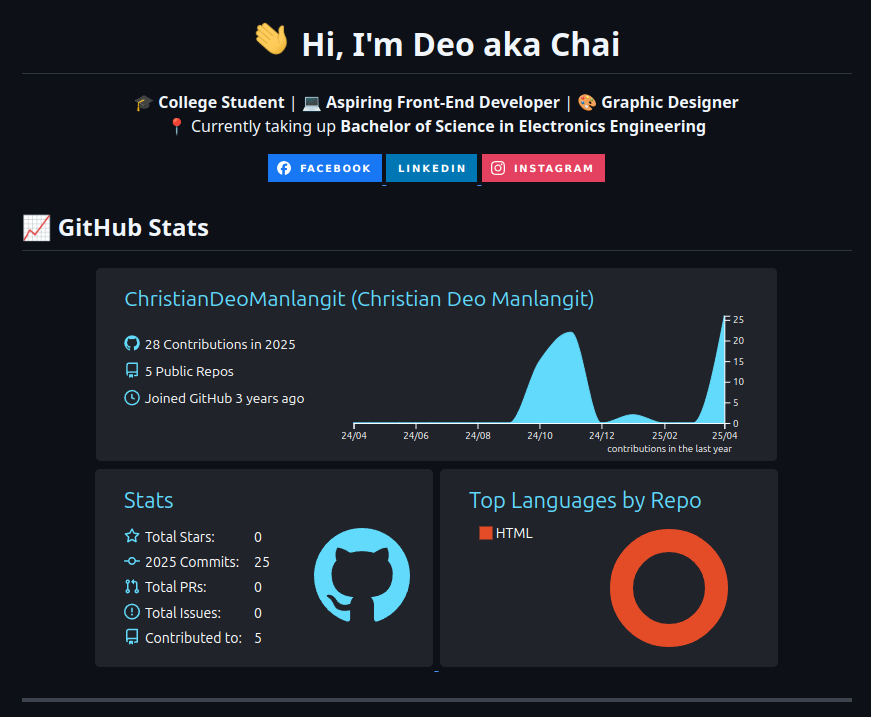 👋 Hi, I'm Deo aka Chai
🎓 College Student | 💻 Aspiring Front-End Developer | 🎨 Graphic Designer
📍 Currently taking up Bachelor of Science in Electronics Engineering
FACEBOOK LINKEDIN INSTAGRAM
📈 GitHub Stats
ChristianDeoManlangit (Christian Deo Manlangit)
28 Contributions in 2025
5 Public Repos
Joined GitHub 3 years ago
25
20
15
10
5
0
24/04 24/06 24/08 24/10 24/12 25/02 25/04
contributions in the last year
Stats
Total Stars: 0
2025 Commits: 25
Total PRs: 0
Total Issues: 0
Contributed to: 5
Top Languages by Repo
HTML